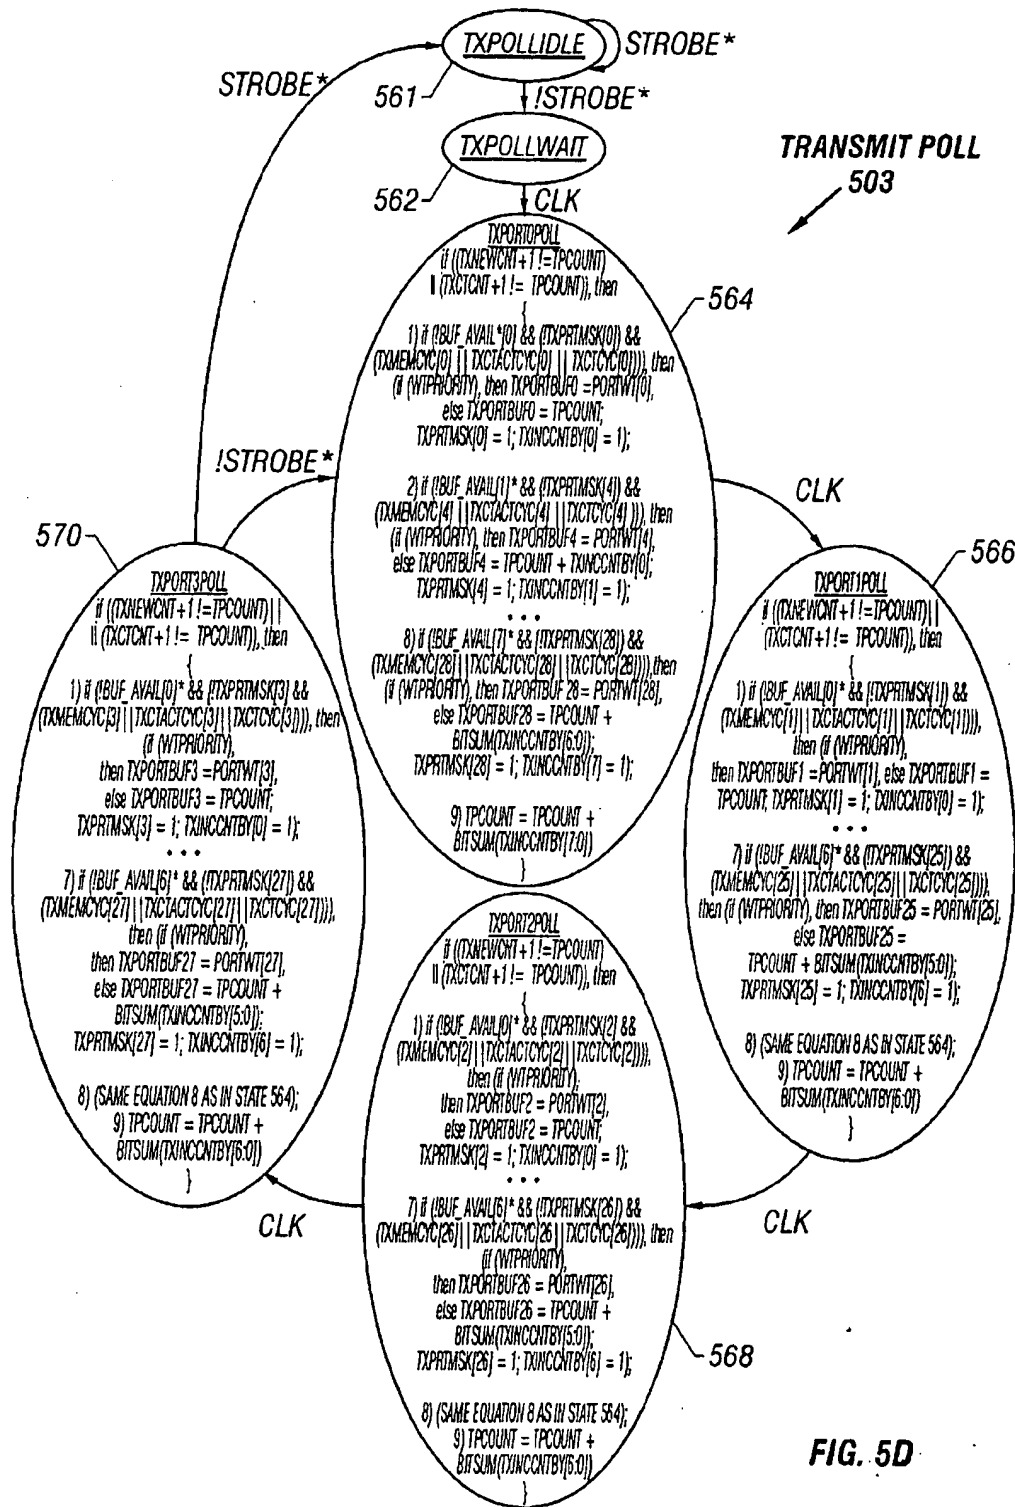 TXPOLLIDLE
STROBE*
STROBE*
561
!STROBE*
TXPOLLWAIT
TRANSMIT POLL
503
562
CLK
TXPORT0POLL
if ((TXNEWCNT+1 !=TPCOUNT)
|| (TXCTCNT+1 != TPCOUNT)), then
{
1) if (!BUF_AVAIL*[0] && (!TXPRTMSK[0]) &&
(TXMEMCYC[0] || TXCTACTCYC[0] || TXCTCYC[0]))), then
(if (WTPRIORITY), then TXPORTBUF0 =PORTWT[0],
else TXPORTBUF0 = TPCOUNT;
TXPRTMSK[0] = 1; TXINCCNTBY[0] = 1);
2) if (!BUF_AVAIL[1]* && (!TXPRTMSK[4]) &&
(TXMEMCYC[4] ||TXCTACTCYC[4] ||TXCTCYC[4] ))), then
(if (WTPRIORITY), then TXPORTBUF4 = PORTWT[4],
else TXPORTBUF4 = TPCOUNT + TXINCCNTBY[0];
TXPRTMSK[4] = 1; TXINCCNTBY[1] = 1);
• • •
8) if (!BUF_AVAIL[7]* && (!TXPRTMSK[28]) &&
(TXMEMCYC[28]||TXCTACTCYC[28]||TXCTCYC[28]))),then
(if (WTPRIORITY), then TXPORTBUF28 = PORTWT[28],
else TXPORTBUF28 = TPCOUNT +
BITSUM(TXINCCNTBY[6:0]);
TXPRTMSK[28] = 1; TXINCCNTBY[7] = 1);
9) TPCOUNT = TPCOUNT +
BITSUM(TXINCCNTBY[7:0])
}
564
!STROBE*
CLK
570
566
TXPORT3POLL
if ((TXNEWCNT+1 !=TPCOUNT)||
|| (TXCTCNT+1 != TPCOUNT)), then
{
1) if (!BUF_AVAIL[0]* && (!TXPRTMSK[3] &&
(TXMEMCYC[3]||TXCTACTCYC[3]||TXCTCYC[3]))), then
(if (WTPRIORITY),
then TXPORTBUF3 =PORTWT[3],
else TXPORTBUF3 = TPCOUNT;
TXPRTMSK[3] = 1; TXINCCNTBY[0] = 1);
• • •
7) if (!BUF_AVAIL[6]* && (!TXPRTMSK[27]) &&
(TXMEMCYC[27]||TXCTACTCYC[27]||TXCTCYC[27]))),
then (if (WTPRIORITY),
then TXPORTBUF27 = PORTWT[27],
else TXPORTBUF27 = TPCOUNT +
BITSUM(TXINCCNTBY[5:0]);
TXPRTMSK[27] = 1; TXINCCNTBY[6] = 1);
8) (SAME EQUATION 8 AS IN STATE 564);
9) TPCOUNT = TPCOUNT +
BITSUM(TXINCCNTBY[6:0])
}
TXPORT1POLL
if ((TXNEWCNT+1 !=TPCOUNT)||
(TXCTCNT+1 != TPCOUNT)), then
{
1) if (!BUF_AVAIL[0]* && (!TXPRTMSK[1]) &&
(TXMEMCYC[1]||TXCTACTCYC[1]||TXCTCYC[1]))),
then (if (WTPRIORITY),
then TXPORTBUF1 =PORTWT[1], else TXPORTBUF1 =
TPCOUNT; TXPRTMSK[1] = 1; TXINCCNTBY[0] = 1);
• • •
7) if (!BUF_AVAIL[6]* && (!TXPRTMSK[25]) &&
(TXMEMCYC[25]||TXCTACTCYC[25]||TXCTCYC[25]))),
then (if (WTPRIORITY), then TXPORTBUF25 = PORTWT[25],
else TXPORTBUF25 =
TPCOUNT + BITSUM(TXINCCNTBY[5:0]);
TXPRTMSK[25] = 1; TXINCCNTBY[6] = 1);
8) (SAME EQUATION 8 AS IN STATE 564);
9) TPCOUNT = TPCOUNT +
BITSUM(TXINCCNTBY[6:0])
}
TXPORT2POLL
if ((TXNEWCNT+1 !=TPCOUNT)
|| (TXCTCNT+1 != TPCOUNT)), then
{
1) if (!BUF_AVAIL[0]* && (!TXPRTMSK[2] &&
(TXMEMCYC[2]||TXCTACTCYC[2]||TXCTCYC[2]))),
then (if (WTPRIORITY),
then TXPORTBUF2 = PORTWT[2],
else TXPORTBUF2 = TPCOUNT;
TXPRTMSK[2] = 1; TXINCCNTBY[0] = 1);
• • •
7) if (!BUF_AVAIL[6]* && (!TXPRTMSK[26]) &&
(TXMEMCYC[26]||TXCTACTCYC[26 ||TXCTCYC[26]))), then
(if (WTPRIORITY),
then TXPORTBUF26 = PORTWT[26],
else TXPORTBUF26 = TPCOUNT +
BITSUM(TXINCCNTBY[5:0]);
TXPRTMSK[26] = 1; TXINCCNTBY[6] = 1);
8) (SAME EQUATION 8 AS IN STATE 564);
9) TPCOUNT = TPCOUNT +
BITSUM(TXINCCNTBY[6:0])
}
CLK
CLK
568
FIG. 5D